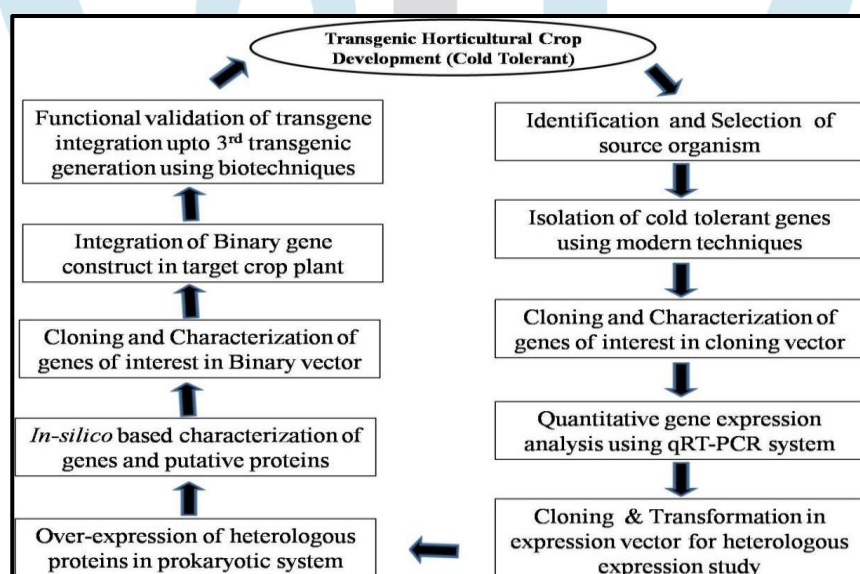 Transgenic Horticultural Crop
Development (Cold Tolerant)
Identification and Selection of
source organism
Isolation of cold tolerant genes
using modern techniques
Cloning and Characterization of
genes of interest in cloning vector
Quantitative gene expression
analysis using qRT-PCR system
Cloning & Transformation in
expression vector for heterologous
expression study
Over-expression of heterologous
proteins in prokaryotic system
In-silico based characterization of
genes and putative proteins
Cloning and Characterization of
genes of interest in Binary vector
Integration of Binary gene
construct in target crop plant
Functional validation of transgene
integration upto 3rd transgenic
generation using biotechniques